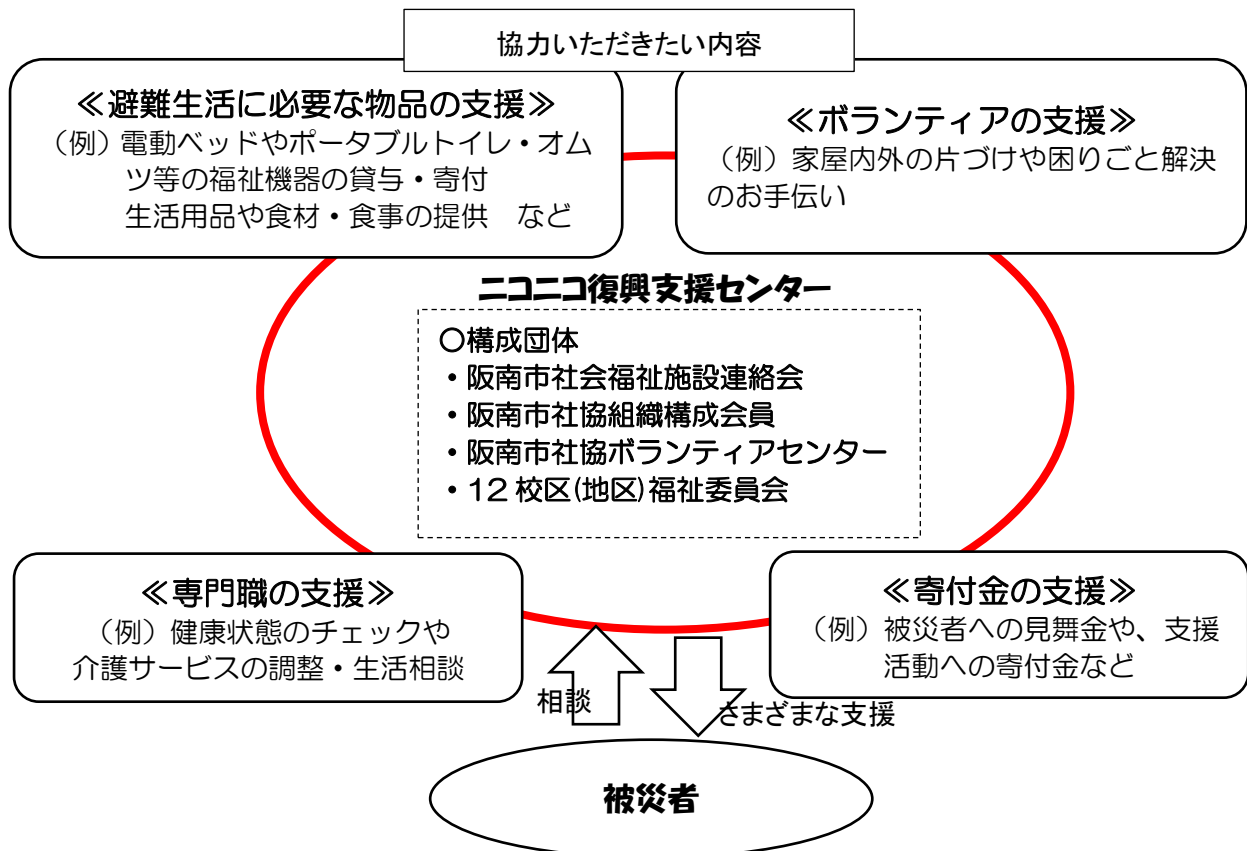 協力いただきたい内容
≪避難生活に必要な物品の支援≫
（例）電動ベッドやポータブルトイレ・オム
ツ等の福祉機器の貸与・寄付
生活用品や食材・食事の提供　など
≪ボランティアの支援≫
（例）家屋内外の片づけや困りごと解決
のお手伝い
ニコニコ復興支援センター
〇構成団体
・阪南市社会福祉施設連絡会
・阪南市社協組織構成会員
・阪南市社協ボランティアセンター
・12校区(地区)福祉委員会
≪専門職の支援≫
（例）健康状態のチェックや
介護サービスの調整・生活相談
≪寄付金の支援≫
（例）被災者への見舞金や、支援
活動への寄付金など
相談
さまざまな支援
被災者